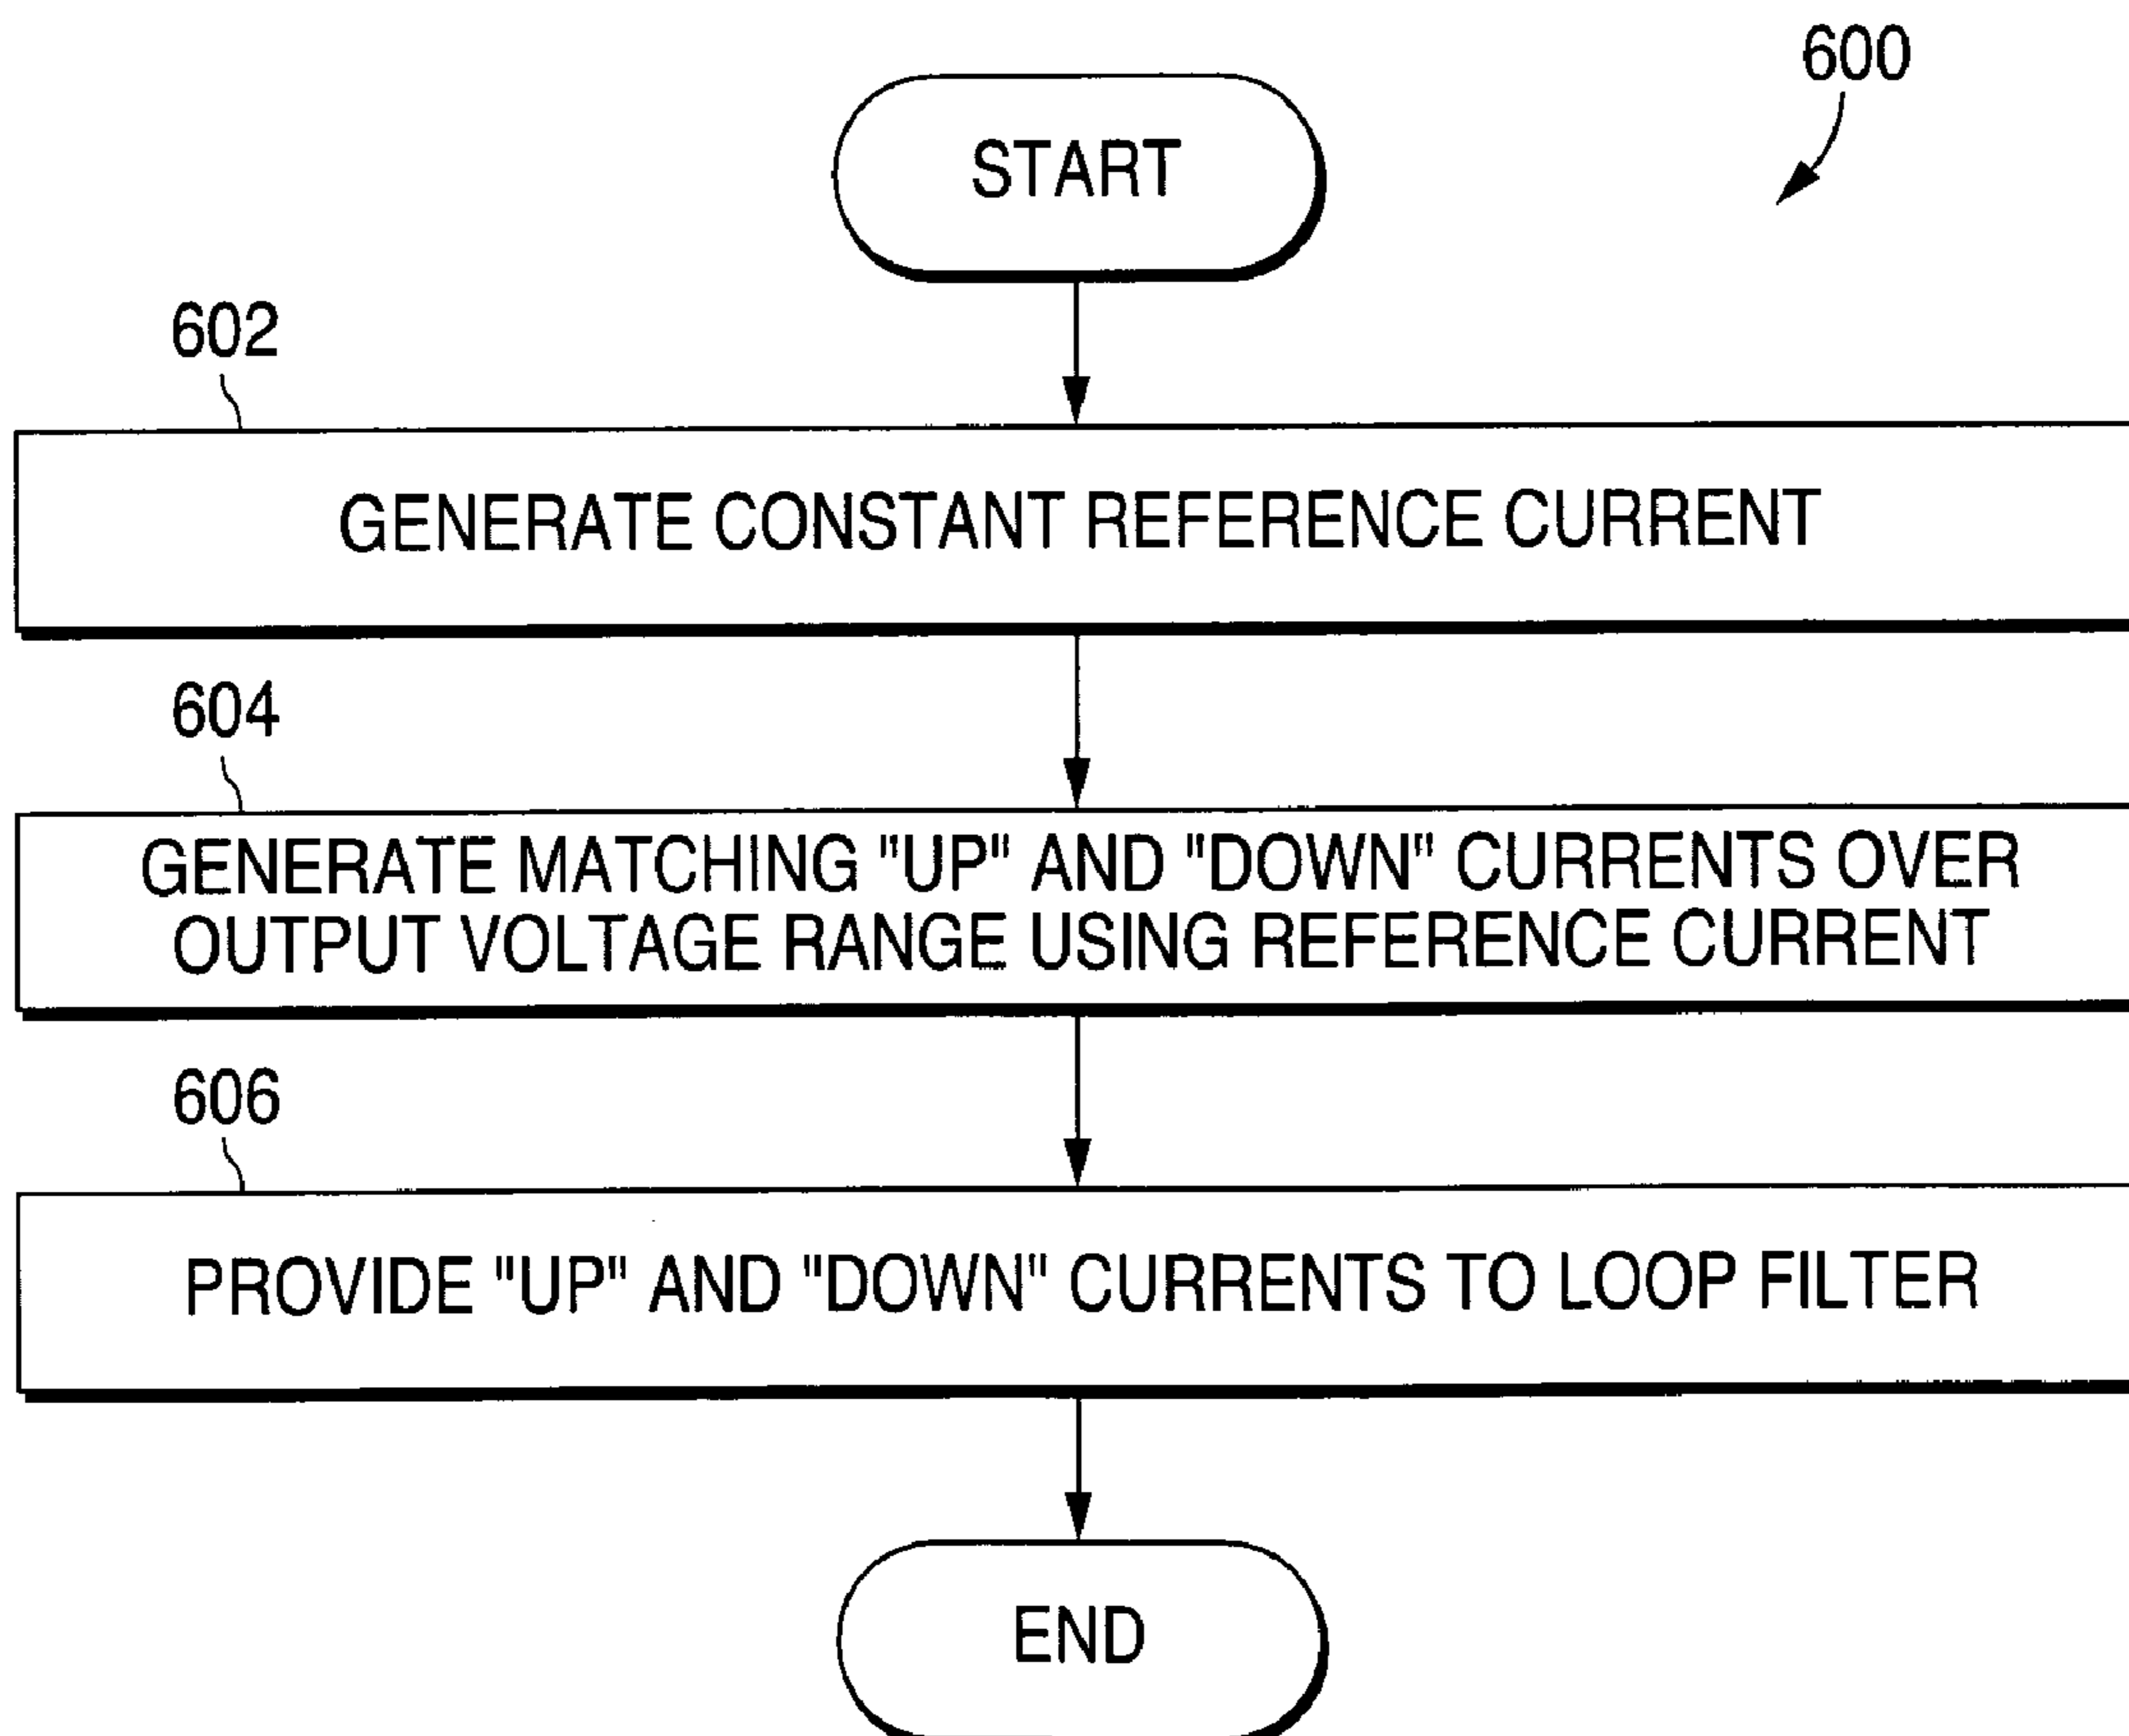 600
START
602
GENERATE CONSTANT REFERENCE CURRENT
604
GENERATE MATCHING "UP" AND "DOWN" CURRENTS OVER
OUTPUT VOLTAGE RANGE USING REFERENCE CURRENT
606
PROVIDE "UP" AND "DOWN" CURRENTS TO LOOP FILTER
END